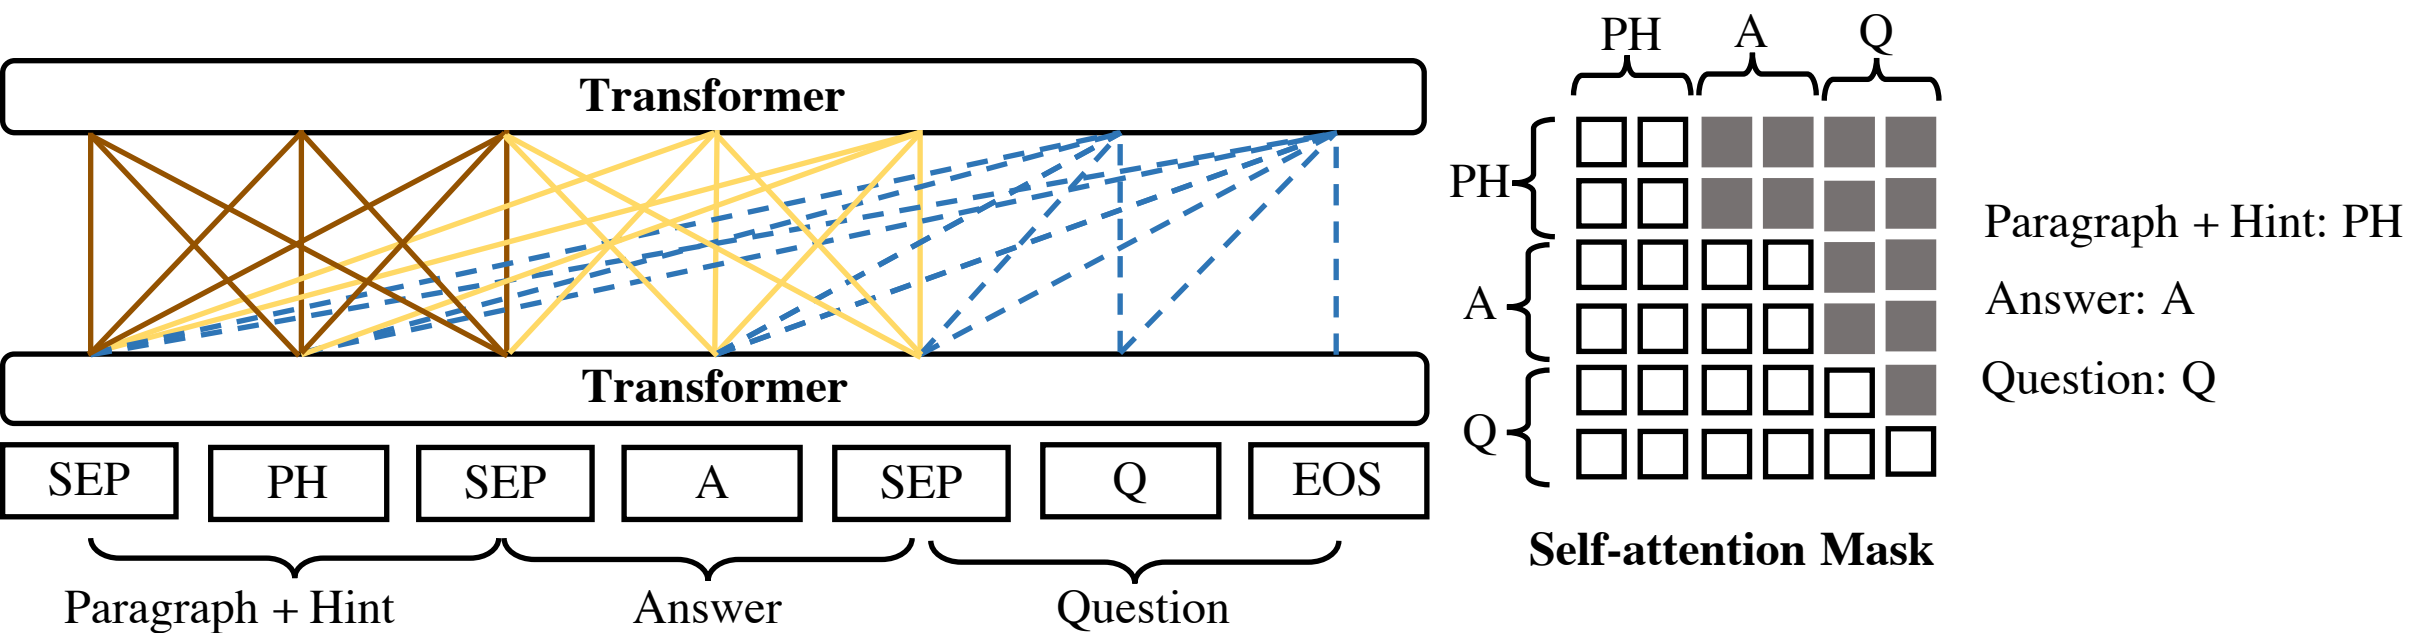 Transformer
Transformer
SEP PH SEP A SEP Q EOS
Paragraph + Hint Answer Question
PH A Q
PH
A
Q
Self-attention Mask
Paragraph + Hint: PH
Answer: A
Question: Q